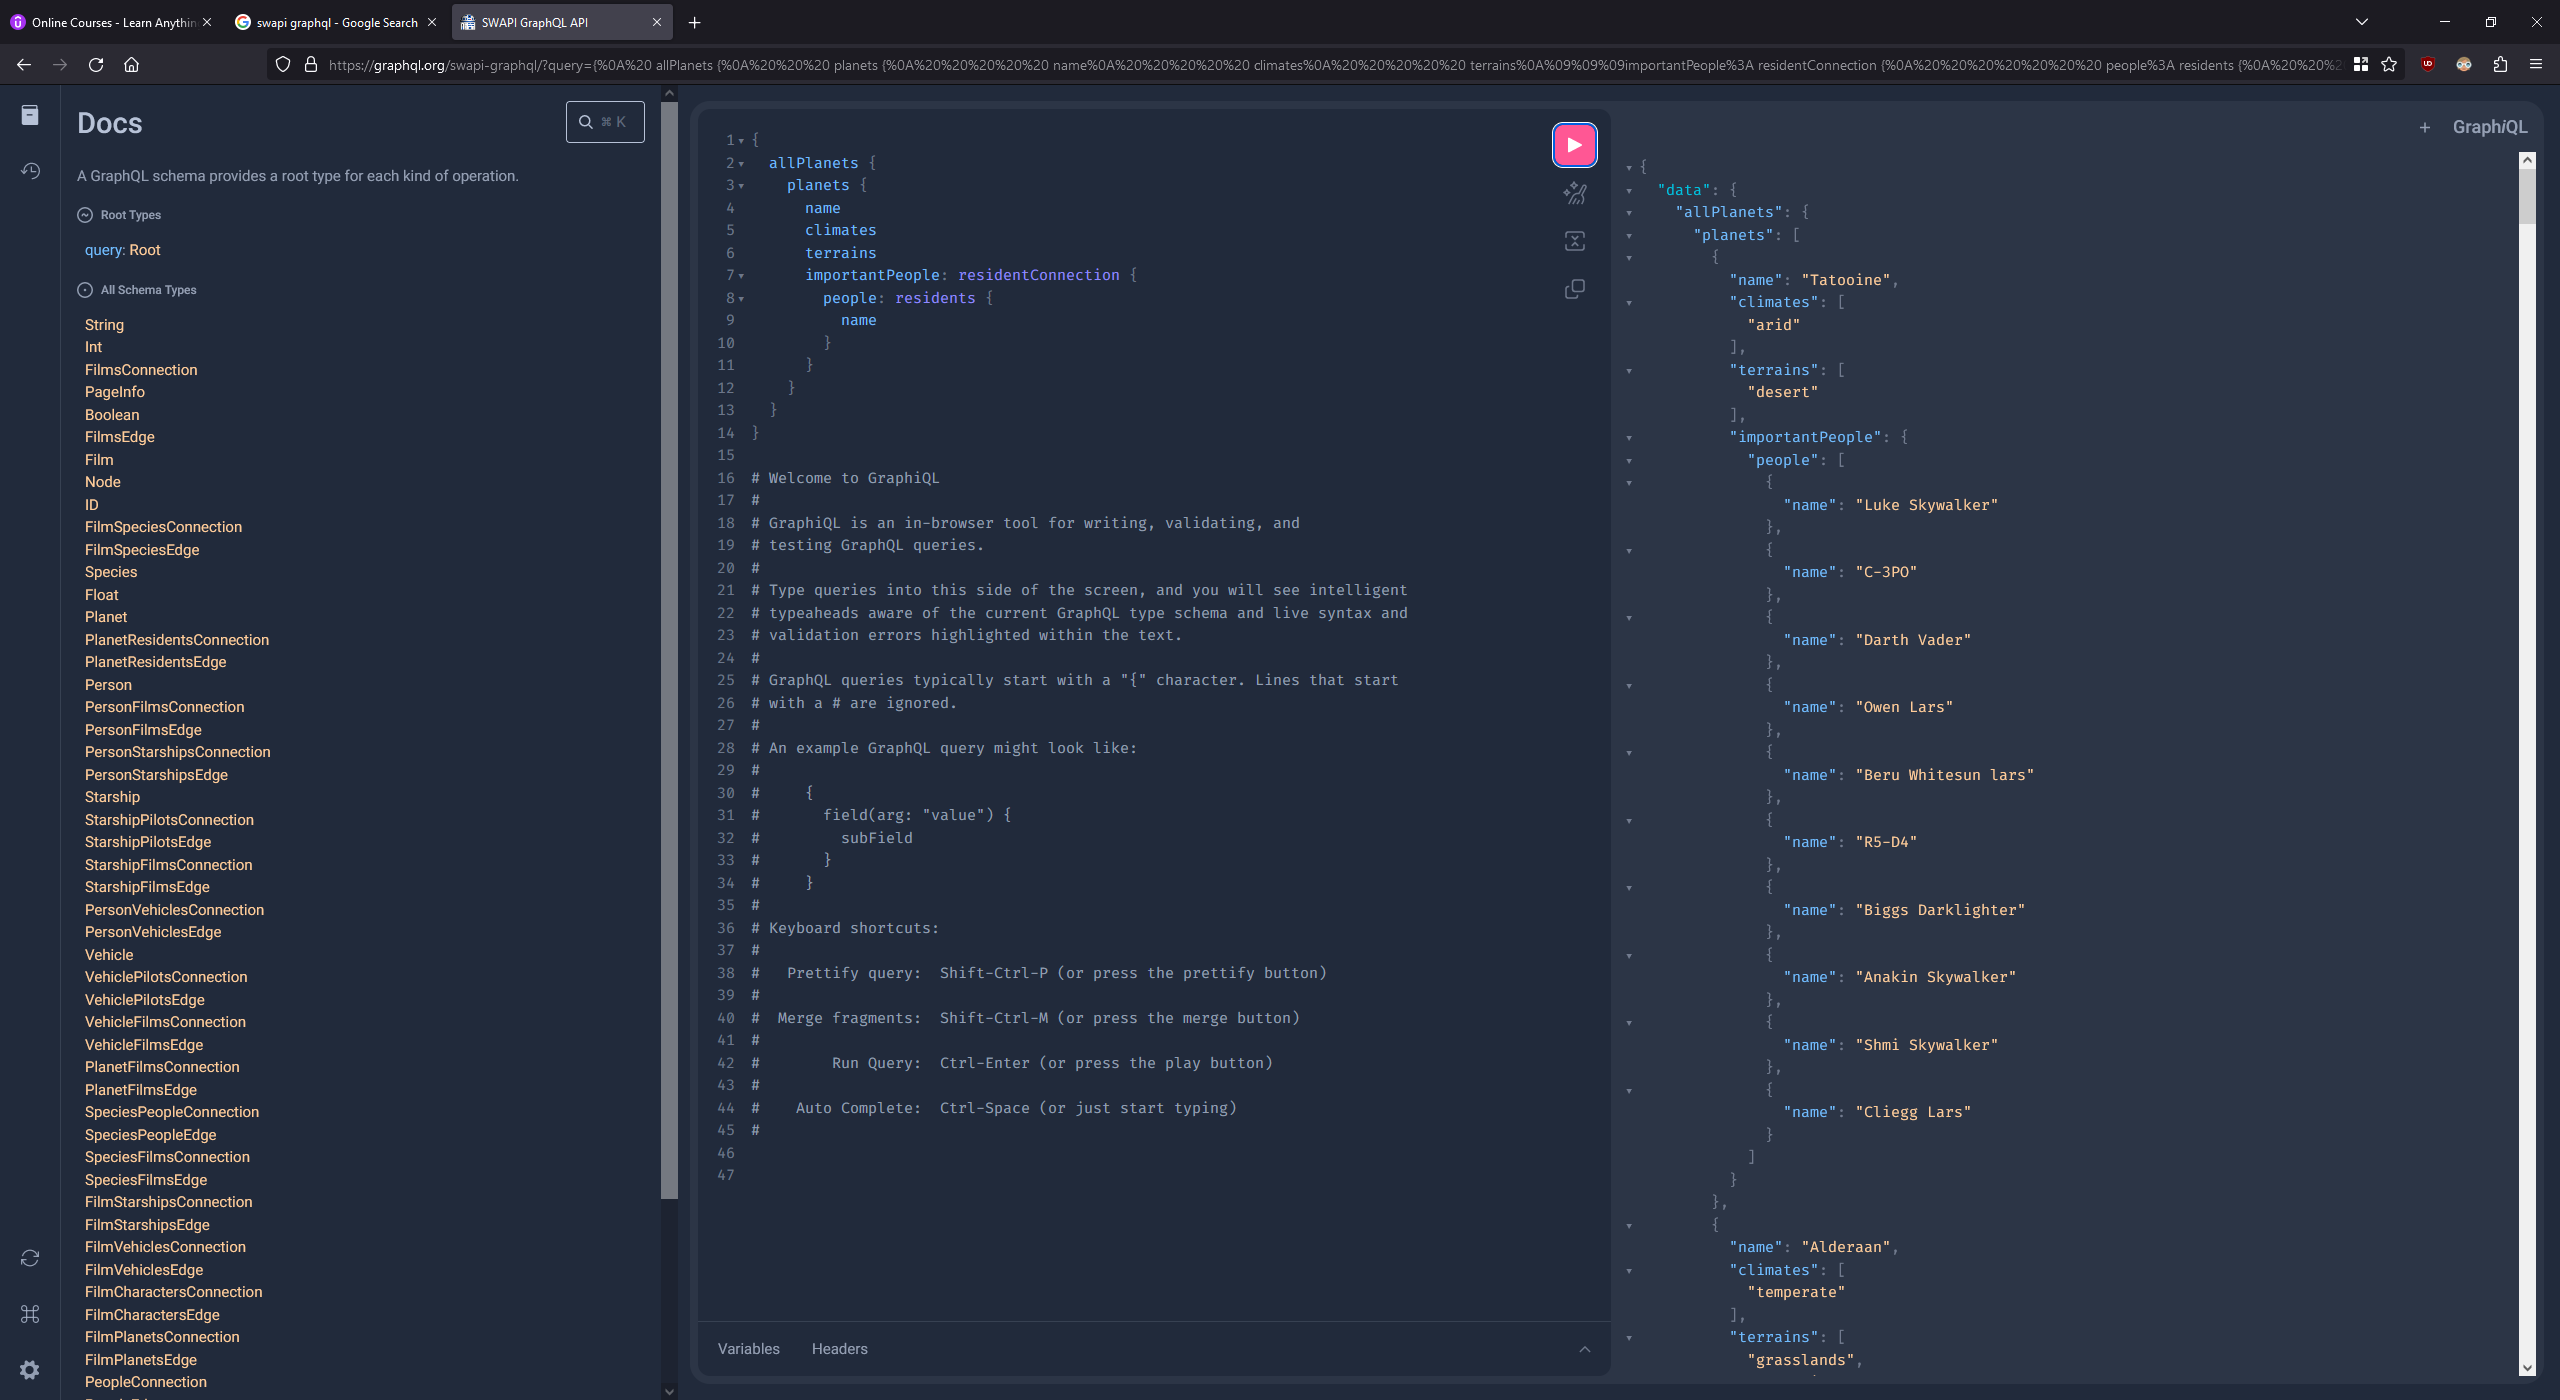 Online Courses - Learn Anythin
swapi graphql - Google Search
SWAPI GraphQL API
https://graphql.org/swapi-graphql/?query={%0A%20 allPlanets {%0A%20%20%20 planets {%0A%20%20%20%20%20 name%0A%20%20%20%20%20 climates%0A%20%20%20%20%20 terrains%0A%09%09%09importantPeople%3A residentConnection {%0A%20%20%20%20%20%20%20 people%3A residents {%0A%20%20%20%2
Docs
⌘ K
A GraphQL schema provides a root type for each kind of operation.
Root Types
query: Root
All Schema Types
String
Int
FilmsConnection
PageInfo
Boolean
FilmsEdge
Film
Node
ID
FilmSpeciesConnection
FilmSpeciesEdge
Species
Float
Planet
PlanetResidentsConnection
PlanetResidentsEdge
Person
PersonFilmsConnection
PersonFilmsEdge
PersonStarshipsConnection
PersonStarshipsEdge
Starship
StarshipPilotsConnection
StarshipPilotsEdge
StarshipFilmsConnection
StarshipFilmsEdge
PersonVehiclesConnection
PersonVehiclesEdge
Vehicle
VehiclePilotsConnection
VehiclePilotsEdge
VehicleFilmsConnection
VehicleFilmsEdge
PlanetFilmsConnection
PlanetFilmsEdge
SpeciesPeopleConnection
SpeciesPeopleEdge
SpeciesFilmsConnection
SpeciesFilmsEdge
FilmStarshipsConnection
FilmStarshipsEdge
FilmVehiclesConnection
FilmVehiclesEdge
FilmCharactersConnection
FilmCharactersEdge
FilmPlanetsConnection
FilmPlanetsEdge
PeopleConnection
1 {
2 allPlanets {
3 planets {
4 name
5 climates
6 terrains
7 importantPeople: residentConnection {
8 people: residents {
9 name
10 }
11 }
12 }
13 }
14 }
15
16 # Welcome to GraphiQL
17 #
18 # GraphiQL is an in-browser tool for writing, validating, and
19 # testing GraphQL queries.
20 #
21 # Type queries into this side of the screen, and you will see intelligent
22 # typeaheads aware of the current GraphQL type schema and live syntax and
23 # validation errors highlighted within the text.
24 #
25 # GraphQL queries typically start with a "{" character. Lines that start
26 # with a # are ignored.
27 #
28 # An example GraphQL query might look like:
29 #
30 # {
31 # field(arg: "value") {
32 # subField
33 # }
34 # }
35 #
36 # Keyboard shortcuts:
37 #
38 # Prettify query: Shift-Ctrl-P (or press the prettify button)
39 #
40 # Merge fragments: Shift-Ctrl-M (or press the merge button)
41 #
42 # Run Query: Ctrl-Enter (or press the play button)
43 #
44 # Auto Complete: Ctrl-Space (or just start typing)
45 #
46
47
Variables Headers
+ GraphiQL
{
"data": {
"allPlanets": {
"planets": [
{
"name": "Tatooine",
"climates": [
"arid"
],
"terrains": [
"desert"
],
"importantPeople": {
"people": [
{
"name": "Luke Skywalker"
},
{
"name": "C-3PO"
},
{
"name": "Darth Vader"
},
{
"name": "Owen Lars"
},
{
"name": "Beru Whitesun lars"
},
{
"name": "R5-D4"
},
{
"name": "Biggs Darklighter"
},
{
"name": "Anakin Skywalker"
},
{
"name": "Shmi Skywalker"
},
{
"name": "Cliegg Lars"
}
]
}
},
{
"name": "Alderaan",
"climates": [
"temperate"
],
"terrains": [
"grasslands",